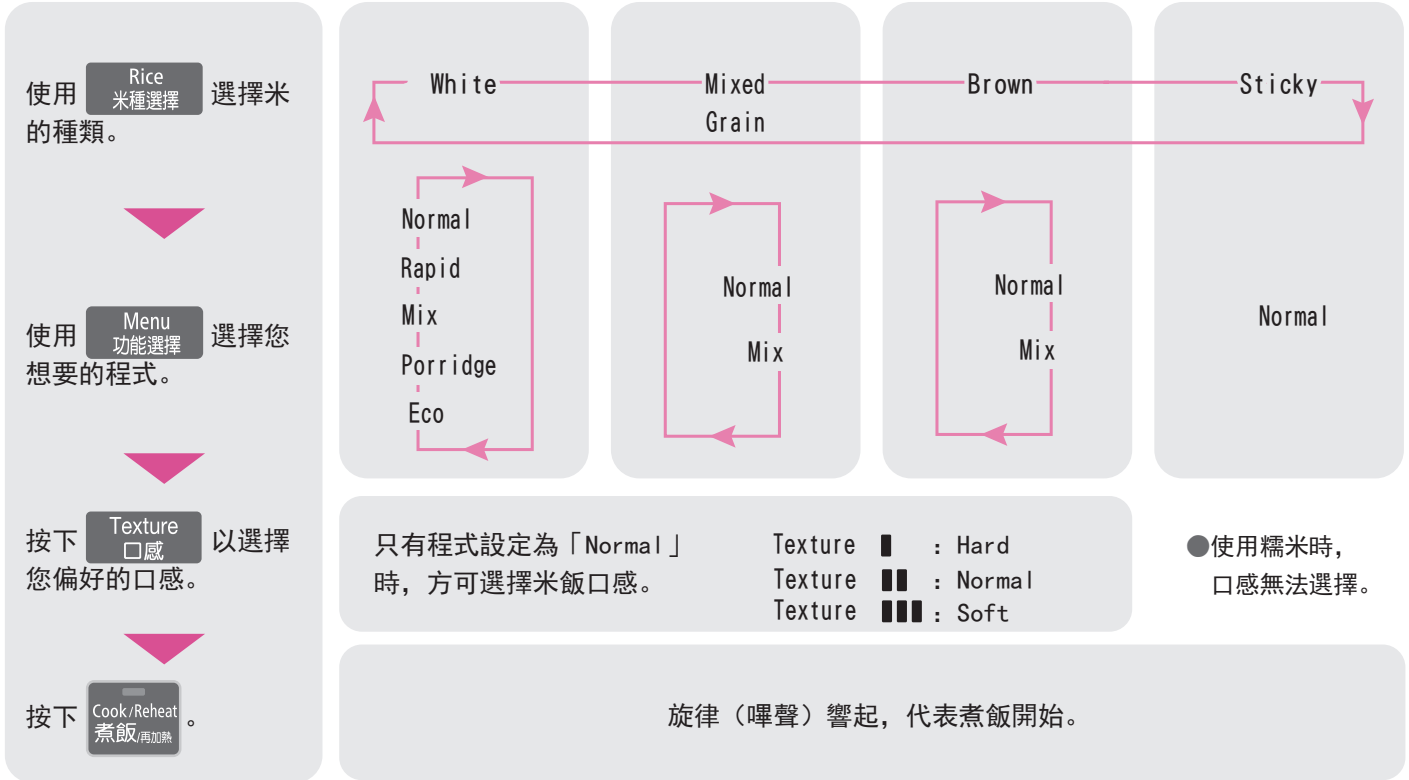 使用 Rice 米種選擇 選擇米
的種類。
White Mixed Brown Sticky
Grain
使用 Menu 功能選擇 選擇您
想要的程式。
Normal
Rapid
Mix
Porridge
Eco
Normal
Mix
Normal
Mix
Normal
按下 Texture 口感 以選擇
您偏好的口感。
只有程式設定為「Normal」
時，方可選擇米飯口感。
Texture ▮ : Hard
Texture ▮▮ : Normal
Texture ▮▮▮ : Soft
●使用糯米時，
口感無法選擇。
按下 Cook/Reheat 煮飯/再加熱 。
旋律（嗶聲）響起，代表煮飯開始。